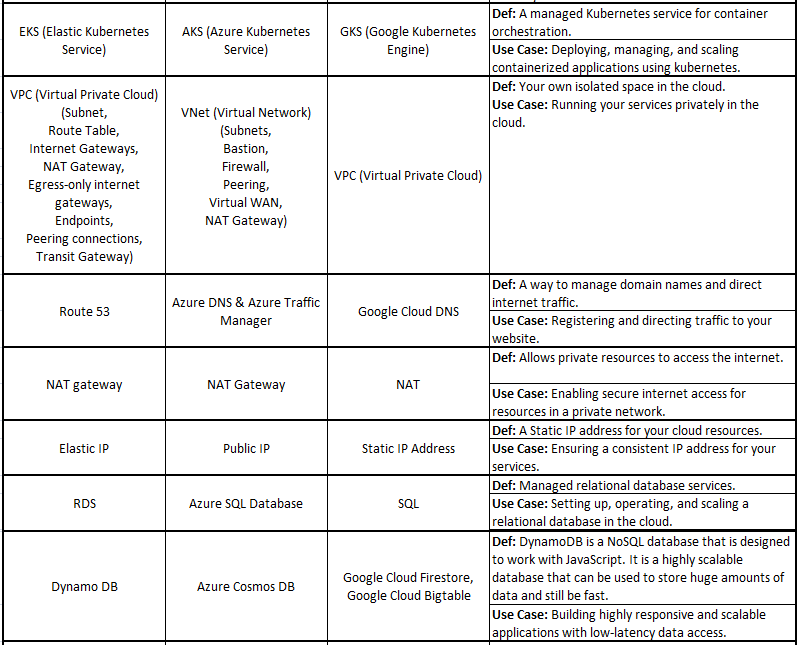 EKS (Elastic Kubernetes
Service)
AKS (Azure Kubernetes
Service)
GKS (Google Kubernetes
Engine)
Def: A managed Kubernetes service for container
orchestration.
Use Case: Deploying, managing, and scaling
containerized applications using kubernetes.
VPC (Virtual Private Cloud)
(Subnet,
Route Table,
Internet Gateways,
NAT Gateway,
Egress-only internet
gateways,
Endpoints,
Peering connections,
Transit Gateway)
VNet (Virtual Network)
(Subnets,
Bastion,
Firewall,
Peering,
Virtual WAN,
NAT Gateway)
VPC (Virtual Private Cloud)
Def: Your own isolated space in the cloud.
Use Case: Running your services privately in the
cloud.
Route 53
Azure DNS & Azure Traffic
Manager
Google Cloud DNS
Def: A way to manage domain names and direct
internet traffic.
Use Case: Registering and directing traffic to your
website.
NAT gateway
NAT Gateway
NAT
Def: Allows private resources to access the internet.
Use Case: Enabling secure internet access for
resources in a private network.
Elastic IP
Public IP
Static IP Address
Def: A Static IP address for your cloud resources.
Use Case: Ensuring a consistent IP address for your
services.
RDS
Azure SQL Database
SQL
Def: Managed relational database services.
Use Case: Setting up, operating, and scaling a
relational database in the cloud.
Dynamo DB
Azure Cosmos DB
Google Cloud Firestore,
Google Cloud Bigtable
Def: DynamoDB is a NoSQL database that is designed
to work with JavaScript. It is a highly scalable
database that can be used to store huge amounts of
data and still be fast.
Use Case: Building highly responsive and scalable
applications with low-latency data access.